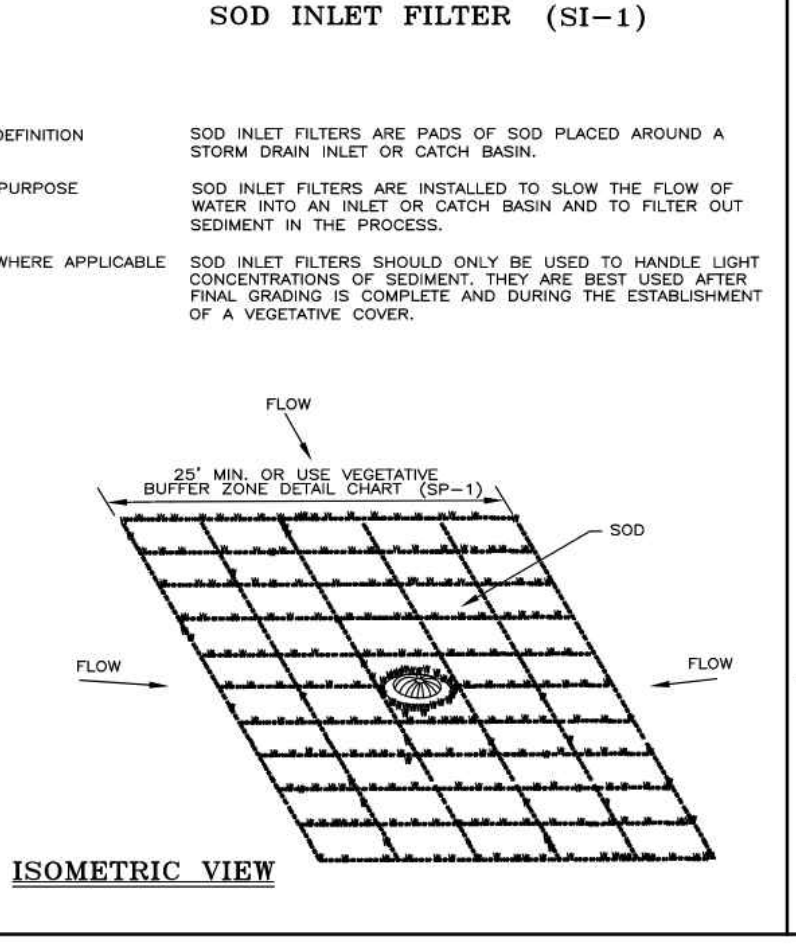 SOD INLET FILTER (SI-1)
DEFINITION
SOD INLET FILTERS ARE PADS OF SOD PLACED AROUND A
STORM DRAIN INLET OR CATCH BASIN.
PURPOSE
SOD INLET FILTERS ARE INSTALLED TO SLOW THE FLOW OF
WATER INTO AN INLET OR CATCH BASIN AND TO FILTER OUT
SEDIMENT IN THE PROCESS.
WHERE APPLICABLE
SOD INLET FILTERS SHOULD ONLY BE USED TO HANDLE LIGHT
CONCENTRATIONS OF SEDIMENT. THEY ARE BEST USED AFTER
FINAL GRADING IS COMPLETE AND DURING THE ESTABLISHMENT
OF A VEGETATIVE COVER.
FLOW
25' MIN. OR USE VEGETATIVE
BUFFER ZONE DETAIL CHART (SP-1)
SOD
FLOW
FLOW
ISOMETRIC VIEW